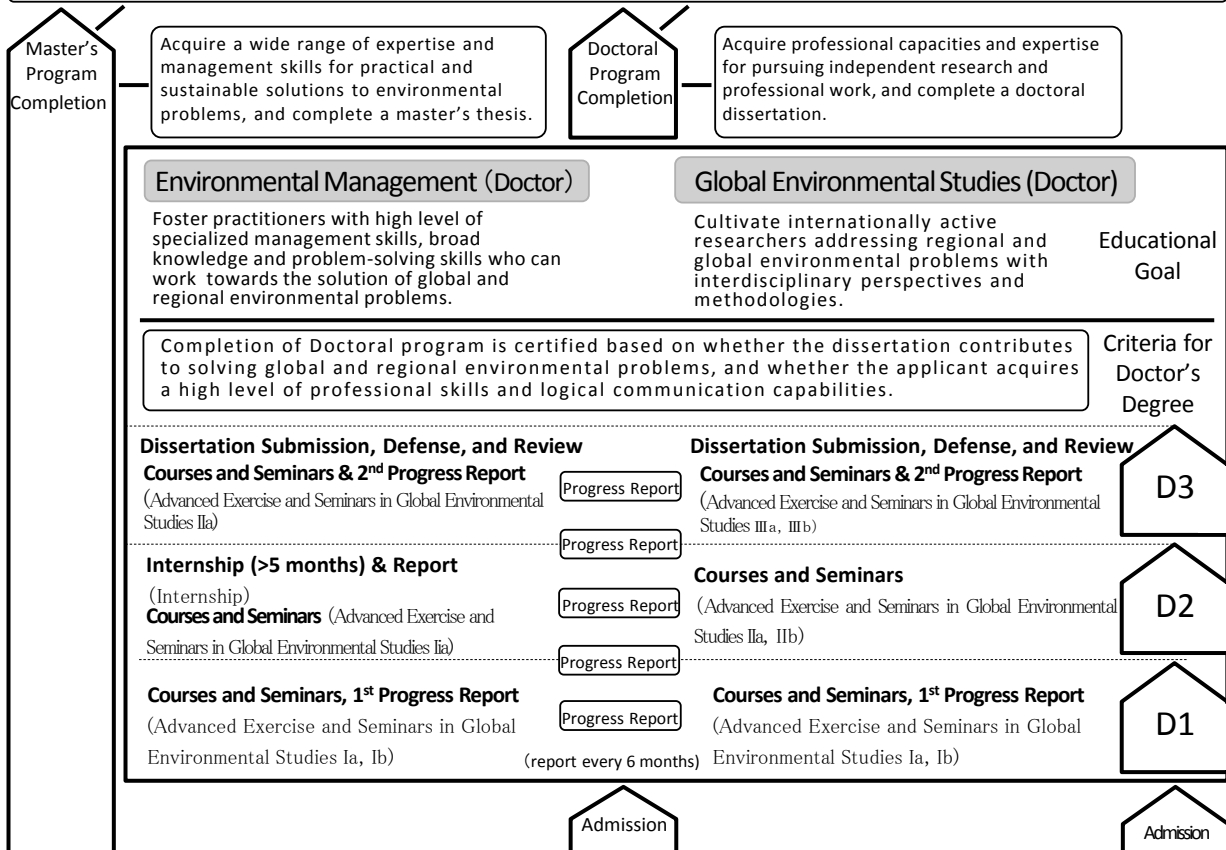 Master's
Program
Completion
Acquire a wide range of expertise and
management skills for practical and
sustainable solutions to environmental
problems, and complete a master's thesis.
Doctoral
Program
Completion
Acquire professional capacities and expertise
for pursuing independent research and
professional work, and complete a doctoral
dissertation.
Environmental Management（Doctor）
Foster practitioners with high level of
specialized management skills, broad
knowledge and problem-solving skills who can
work towards the solution of global and
regional environmental problems.
Global Environmental Studies (Doctor)
Cultivate internationally active
researchers addressing regional and
global environmental problems with
interdisciplinary perspectives and
methodologies.
Educational
Goal
Completion of Doctoral program is certified based on whether the dissertation contributes
to solving global and regional environmental problems, and whether the applicant acquires
a high level of professional skills and logical communication capabilities.
Criteria for
Doctor's
Degree
Dissertation Submission, Defense, and Review
Courses and Seminars & 2nd Progress Report
(Advanced Exercise and Seminars in Global Environmental
Studies IIa)
Progress Report
Dissertation Submission, Defense, and Review
Courses and Seminars & 2nd Progress Report
(Advanced Exercise and Seminars in Global Environmental
Studies Ⅲa, Ⅲb)
D3
Progress Report
Internship (>5 months) & Report
(Internship)
Courses and Seminars (Advanced Exercise and
Seminars in Global Environmental Studies Iia)
Progress Report
Courses and Seminars
(Advanced Exercise and Seminars in Global Environmental
Studies IIa, IIb)
D2
Progress Report
Courses and Seminars, 1st Progress Report
(Advanced Exercise and Seminars in Global
Environmental Studies Ia, Ib)
Progress Report
(report every 6 months)
Courses and Seminars, 1st Progress Report
(Advanced Exercise and Seminars in Global
Environmental Studies Ia, Ib)
D1
Admission
Admission